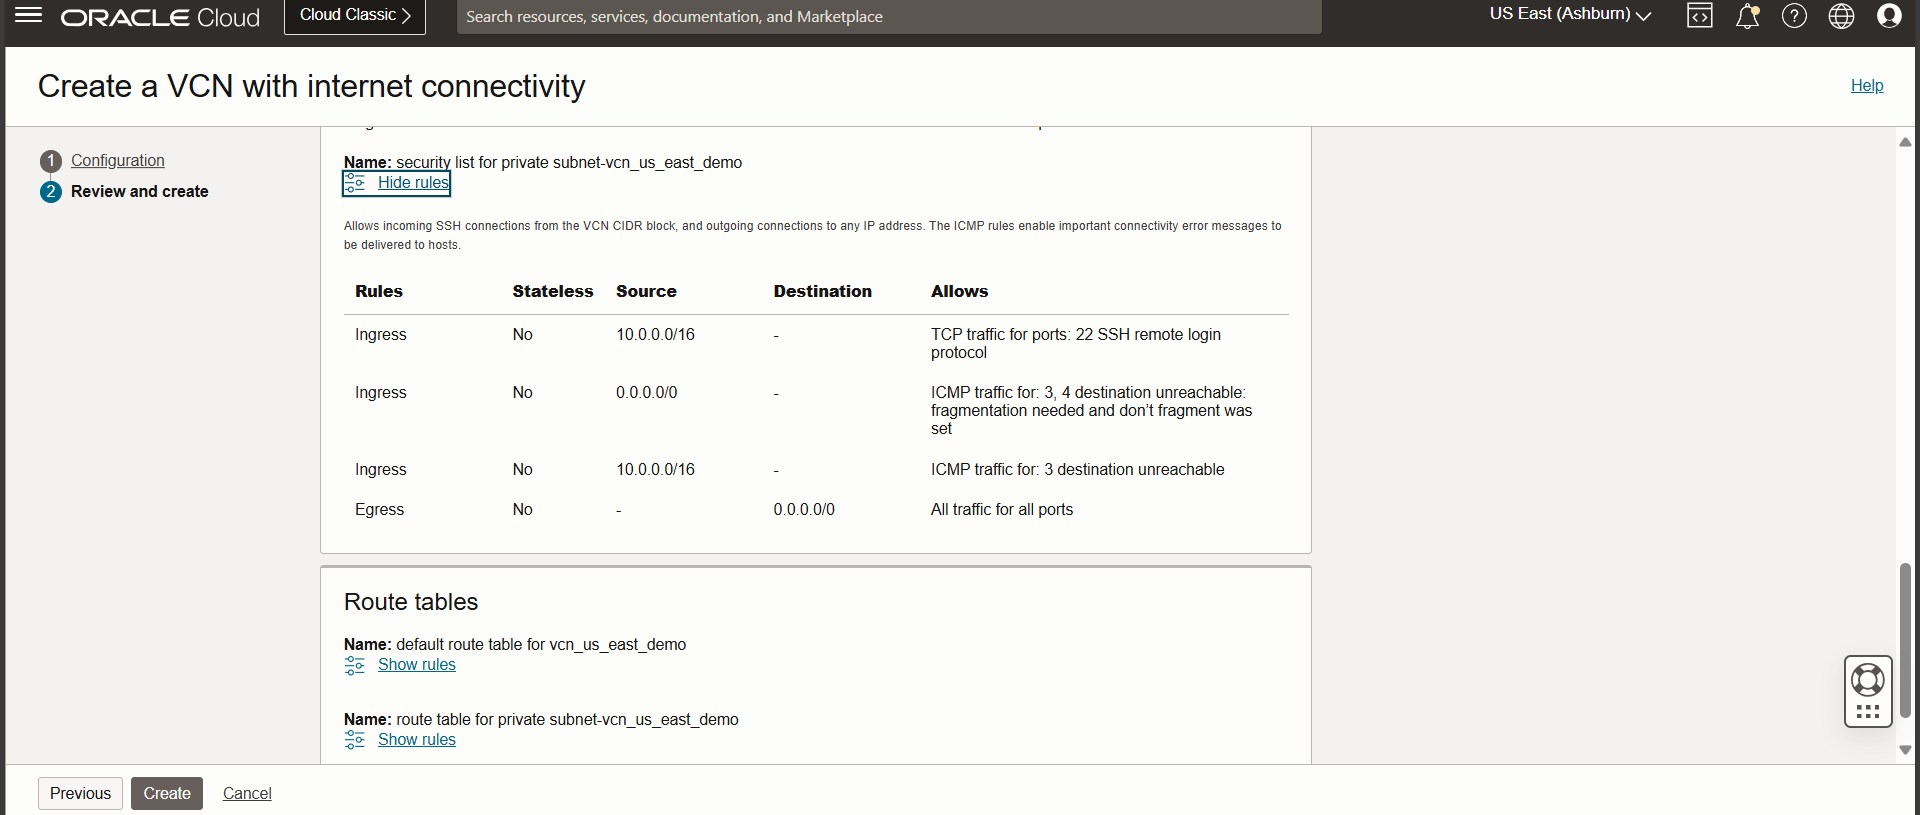 ORACLE Cloud
Cloud Classic
Search resources, services, documentation, and Marketplace
US East (Ashburn)
Create a VCN with internet connectivity
Help
1 Configuration
2 Review and create
Name: security list for private subnet-vcn_us_east_demo
Hide rules
Allows incoming SSH connections from the VCN CIDR block, and outgoing connections to any IP address. The ICMP rules enable important connectivity error messages to
be delivered to hosts.
Rules Stateless Source Destination Allows
Ingress No 10.0.0.0/16 - TCP traffic for ports: 22 SSH remote login
protocol
Ingress No 0.0.0.0/0 - ICMP traffic for: 3, 4 destination unreachable:
fragmentation needed and don't fragment was
set
Ingress No 10.0.0.0/16 - ICMP traffic for: 3 destination unreachable
Egress No - 0.0.0.0/0 All traffic for all ports
Route tables
Name: default route table for vcn_us_east_demo
Show rules
Name: route table for private subnet-vcn_us_east_demo
Show rules
Previous
Create
Cancel